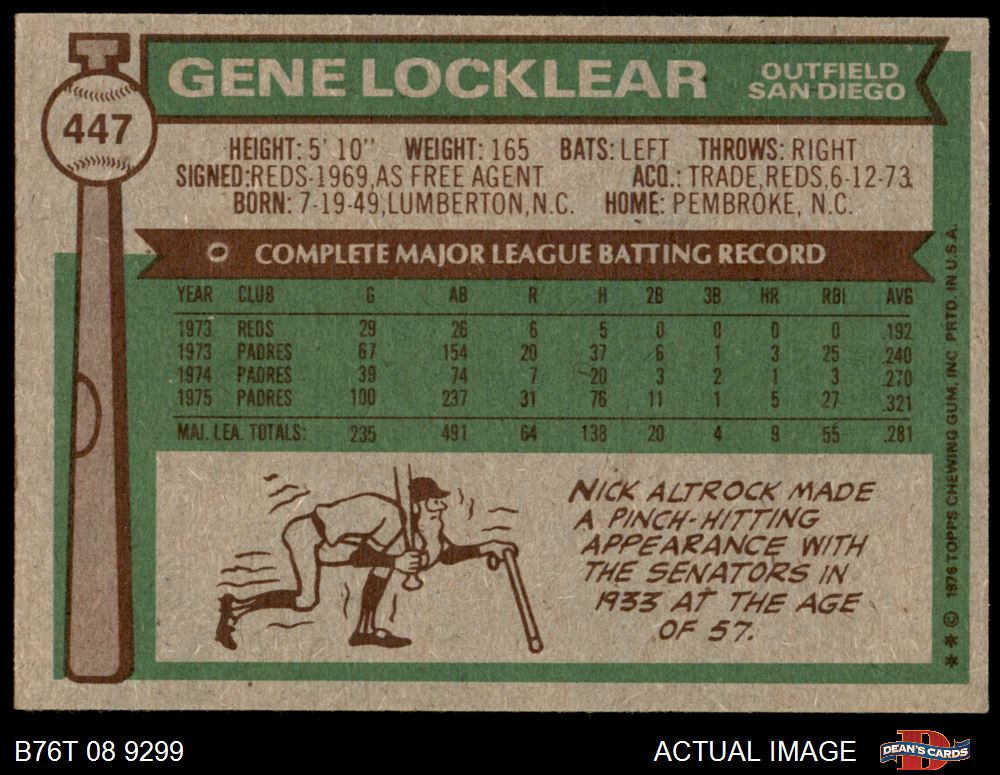 447
GENE LOCKLEAR
OUTFIELD
SAN DIEGO
HEIGHT: 5' 10" WEIGHT: 165 BATS: LEFT THROWS: RIGHT
SIGNED:REDS-1969,AS FREE AGENT ACQ.: TRADE,REDS,6-12-73
BORN: 7-19-49,LUMBERTON,N.C. HOME: PEMBROKE, N.C.
COMPLETE MAJOR LEAGUE BATTING RECORD
YEAR CLUB G AB R H 2B 3B HR RBI AVG
1973 REDS 29 26 6 5 0 0 0 0 .192
1973 PADRES 67 154 20 37 6 1 3 25 .240
1974 PADRES 39 74 7 20 3 2 1 3 .270
1975 PADRES 100 237 31 76 11 1 5 27 .321
MAJ. LEA. TOTALS: 235 491 64 138 20 4 9 55 .281
NICK ALTROCK MADE
A PINCH-HITTING
APPEARANCE WITH
THE SENATORS IN
1933 AT THE AGE
OF 57.
* * © 1976 TOPPS CHEWING GUM, INC PRTD. IN U.S.A.
B76T 08 9299
ACTUAL IMAGE
DEAN'S CARDS